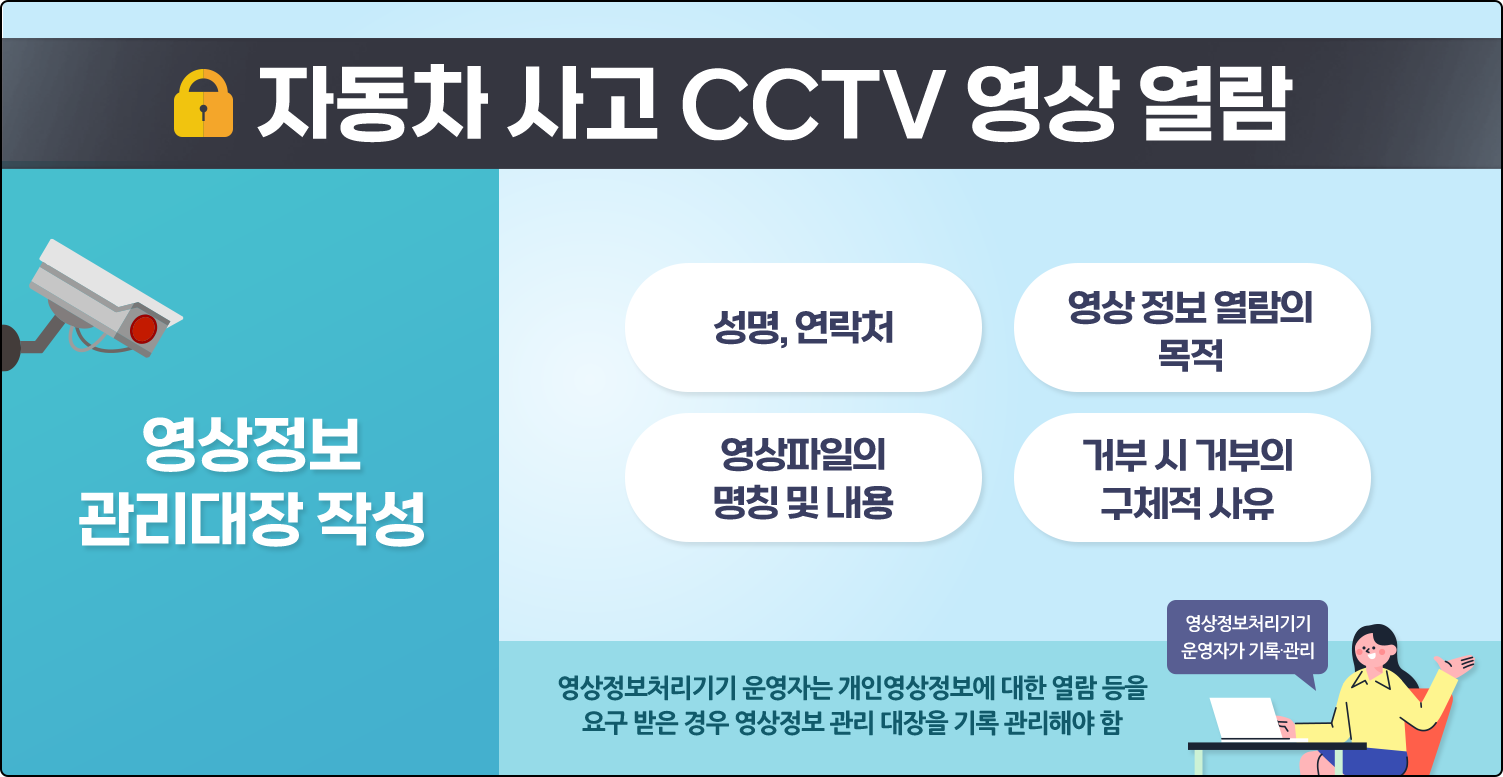 자동차 사고 CCTV 영상 열람
영상정보
관리대장 작성
성명, 연락처
영상 정보 열람의
목적
영상파일의
명칭 및 내용
거부 시 거부의
구체적 사유
영상정보처리기기
운영자가 기록·관리
영상정보처리기기 운영자는 개인영상정보에 대한 열람 등을
요구 받은 경우 영상정보 관리 대장을 기록 관리해야 함